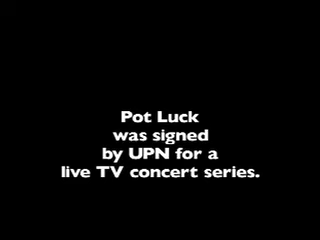 Pot Luck
was signed
by UPN for a
live TV concert series.